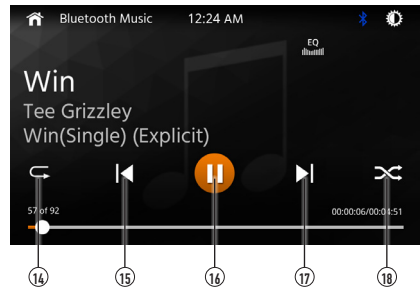 Bluetooth Music 12:24 AM
EQ
Win
Tee Grizzley
Win(Single) (Explicit)
57 of 92 00:00:06/00:04:51
14 15 16 17 18